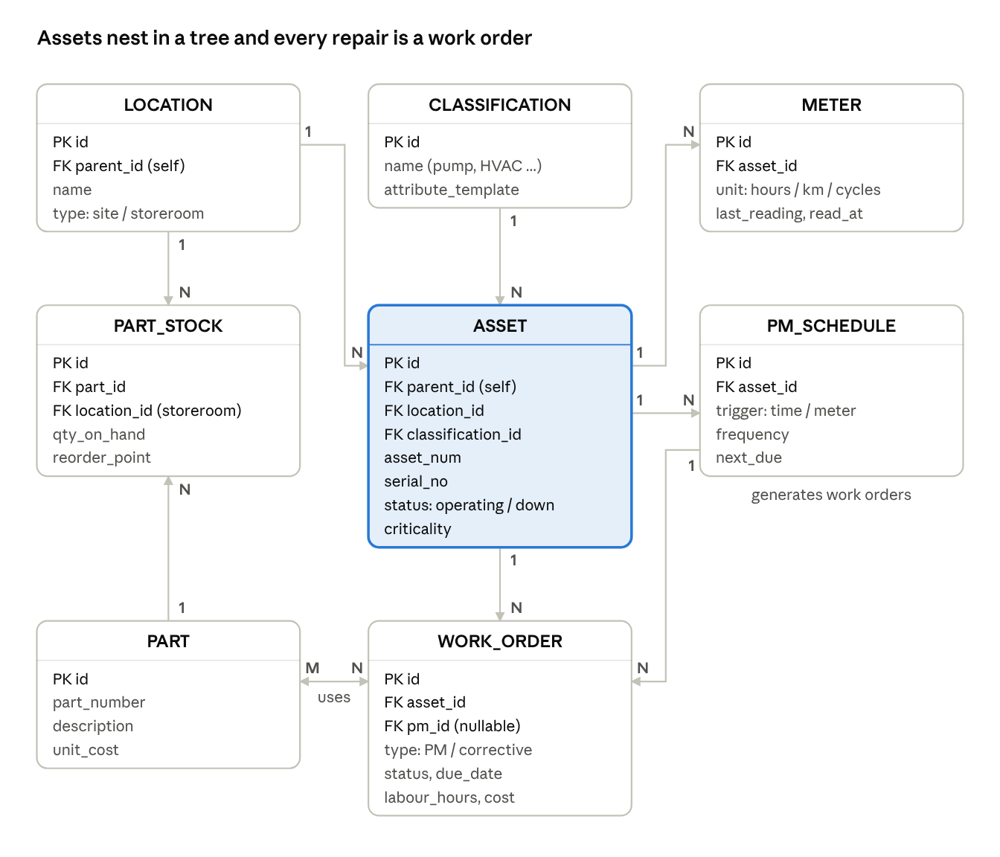 Assets nest in a tree and every repair is a work order
LOCATION
PK id
FK parent_id (self)
name
type: site / storeroom
1
1
N
CLASSIFICATION
PK id
name (pump, HVAC ...)
attribute_template
1
N
METER
PK id
FK asset_id
unit: hours / km / cycles
last_reading, read_at
N
PART_STOCK
PK id
FK part_id
FK location_id (storeroom)
qty_on_hand
reorder_point
N
1
N
ASSET
PK id
FK parent_id (self)
FK location_id
FK classification_id
asset_num
serial_no
status: operating / down
criticality
1
1
N
1
N
PM_SCHEDULE
PK id
FK asset_id
trigger: time / meter
frequency
next_due
1
generates work orders
PART
PK id
part_number
description
unit_cost
M
N
uses
WORK_ORDER
PK id
FK asset_id
FK pm_id (nullable)
type: PM / corrective
status, due_date
labour_hours, cost
N